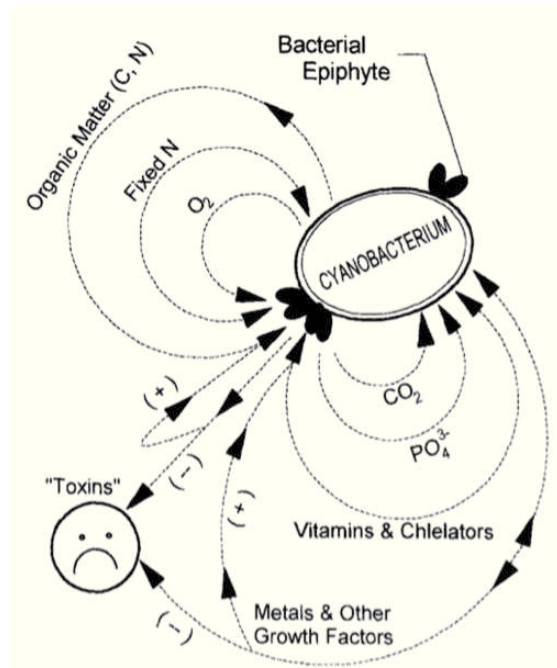 Bacterial
Epiphyte
Organic Matter (C, N)
Fixed N
O2
CYANOBACTERIUM
CO2
PO4 3-
(+)
(-)
"Toxins"
(+)
Vitamins & Chlelators
(-)
Metals & Other
Growth Factors